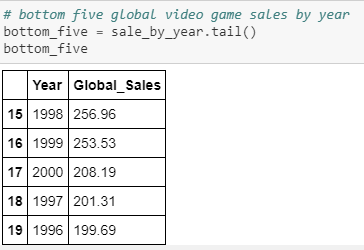 # bottom five global video game sales by year
bottom_five = sale_by_year.tail()
bottom_five
Year Global_Sales
15 1998 256.96
16 1999 253.53
17 2000 208.19
18 1997 201.31
19 1996 199.69